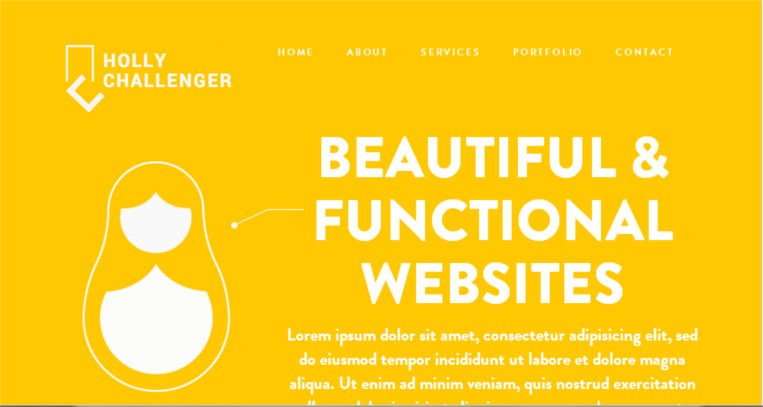 HOLLY
CHALLENGER
HOME ABOUT SERVICES PORTFOLIO CONTACT
BEAUTIFUL &
FUNCTIONAL
WEBSITES
Lorem ipsum dolor sit amet, consectetur adipisicing elit, sed
do eiusmod tempor incididunt ut labore et dolore magna
aliqua. Ut enim ad minim veniam, quis nostrud exercitation